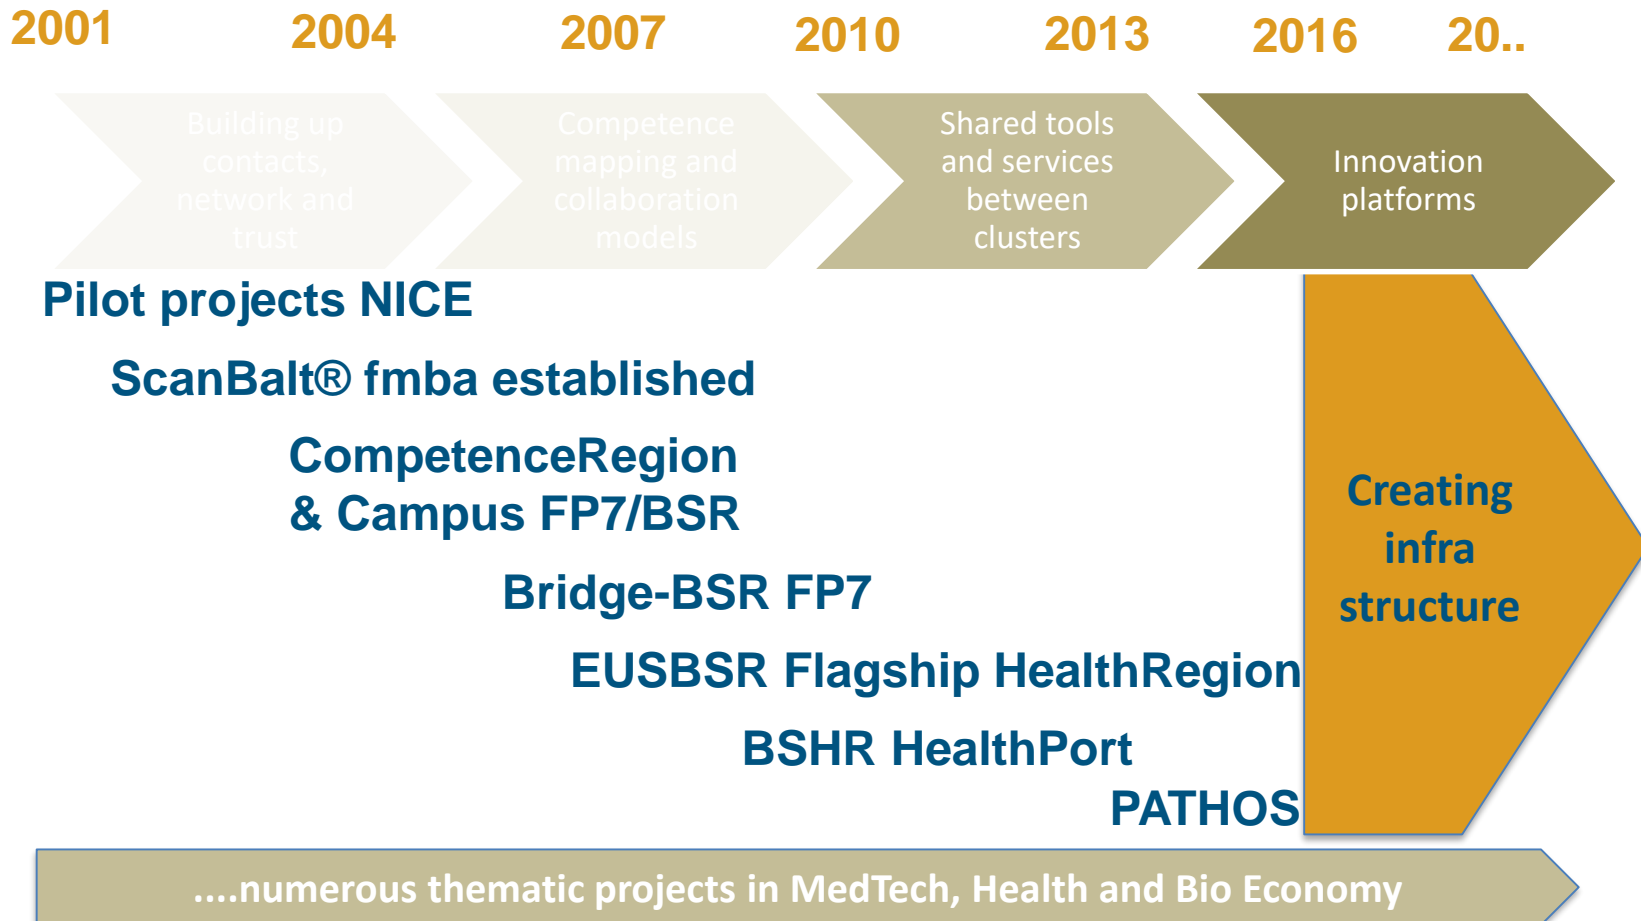 2001 2004 2007 2010 2013 2016 20..
Building up
contacts,
network and
trust
Competence
mapping and
collaboration
models
Shared tools
and services
between
clusters
Innovation
platforms
Pilot projects NICE
ScanBalt® fmba established
CompetenceRegion
& Campus FP7/BSR
Bridge-BSR FP7
EUSBSR Flagship HealthRegion
BSHR HealthPort
PATHOS
Creating
infra
structure
....numerous thematic projects in MedTech, Health and Bio Economy